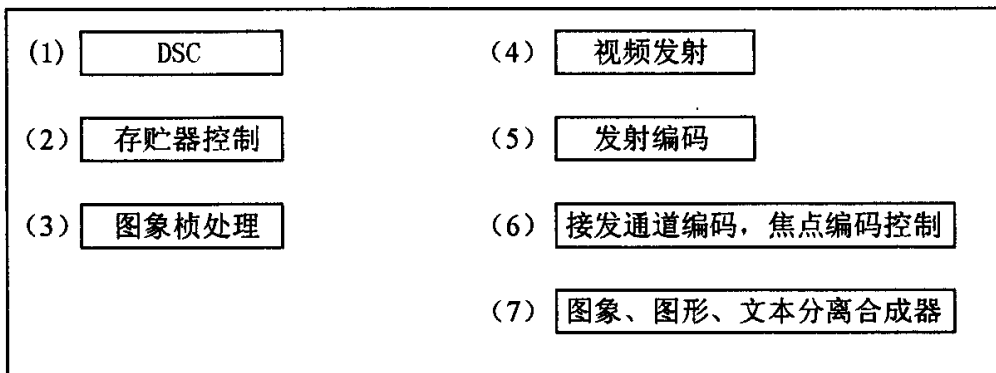 (1) DSC
(2) 存贮器控制
(3) 图象桢处理
(4) 视频发射
(5) 发射编码
(6) 接发通道编码，焦点编码控制
(7) 图象、图形、文本分离合成器